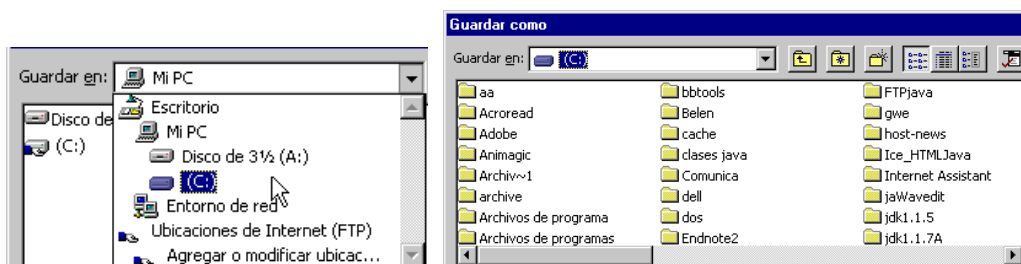 Guardar en: Mi PC
Disco de
(C:)
Escritorio
Mi PC
Disco de 3½ (A:)
(C:)
Entorno de red
Ubicaciones de Internet (FTP)
Agregar o modificar ubicac...
Guardar como
Guardar en: (C:)
aa
Acroread
Adobe
Animagic
Archiv~1
archive
Archivos de programa
Archivos de programas
bbtools
Belen
cache
clases java
Comunica
dell
dos
Endnote2
FTPjava
gwe
host-news
Ice_HTMLJava
Internet Assistant
jaWavedit
jdk1.1.5
jdk1.1.7A